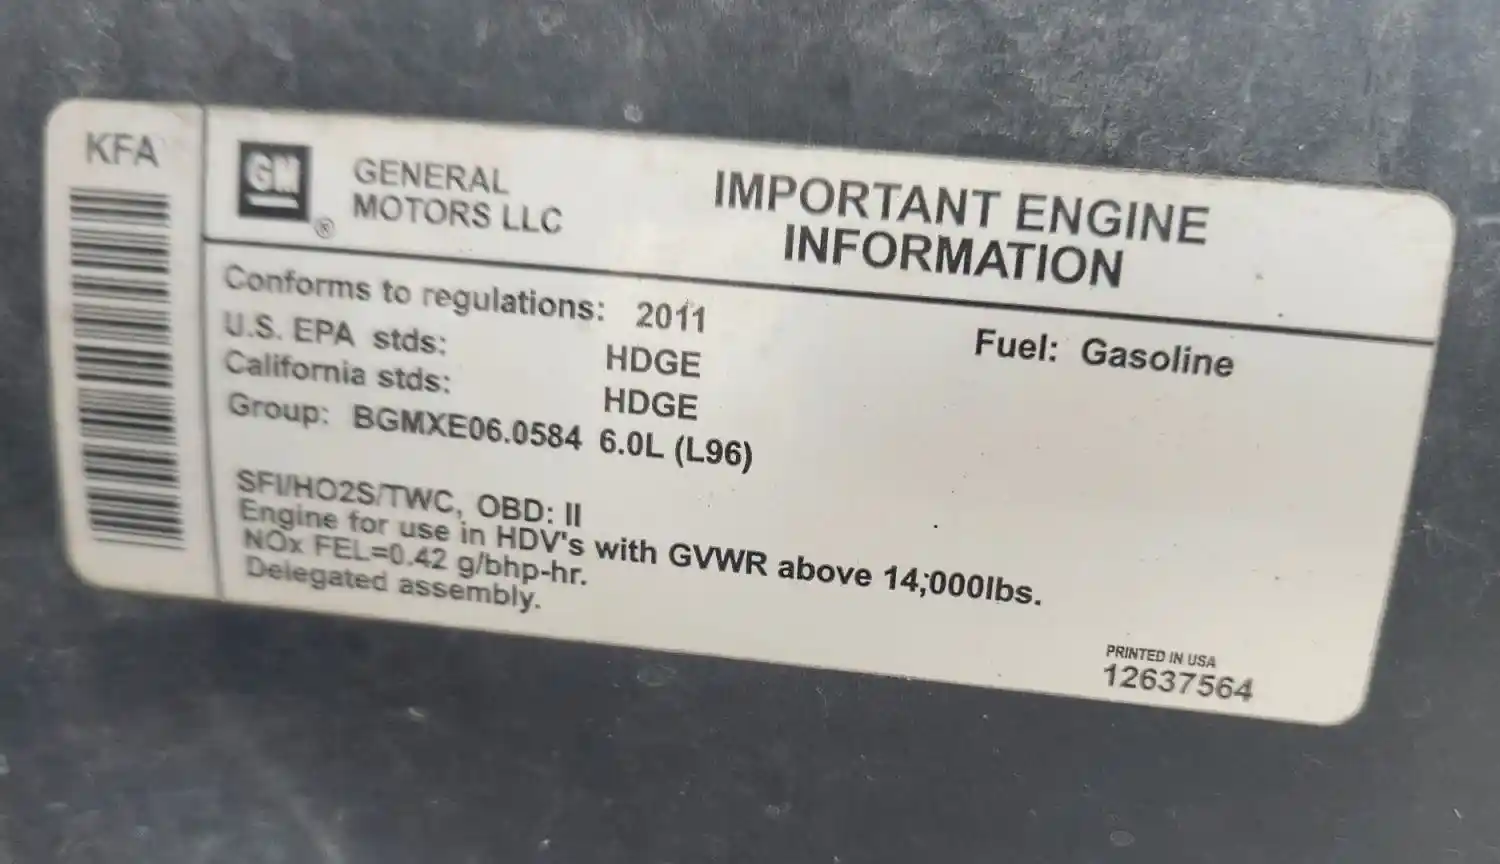 KFA
GM
®
GENERAL
MOTORS LLC
IMPORTANT ENGINE
INFORMATION
Conforms to regulations: 2011
U.S. EPA stds: HDGE
California stds: HDGE
Group: BGMXE06.0584 6.0L (L96)
Fuel: Gasoline
SFI/HO2S/TWC, OBD: II
Engine for use in HDV's with GVWR above 14,000lbs.
NOx FEL=0.42 g/bhp-hr.
Delegated assembly.
PRINTED IN USA
12637564